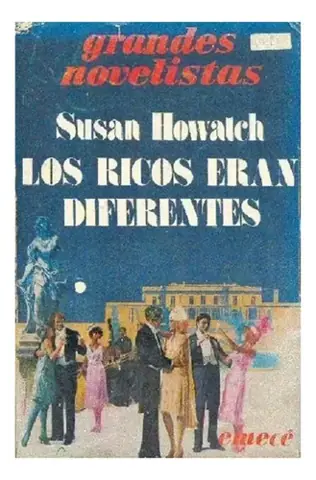 grandes
novelistas
Susan Howatch
LOS RICOS ERAN
DIFERENTES
emecé